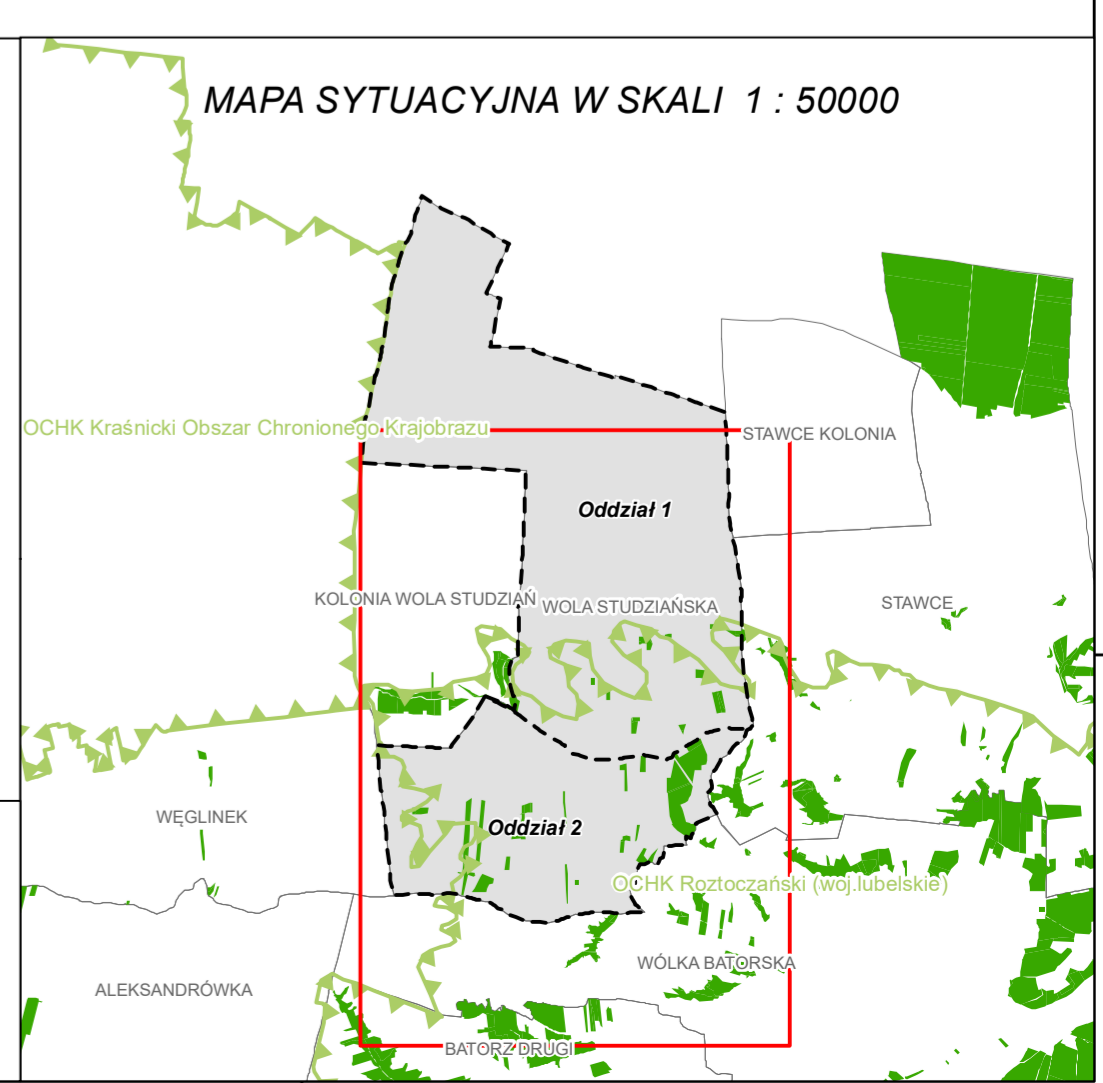 MAPA SYTUACYJNA W SKALI 1 : 50000
OCHK Kraśnicki Obszar Chronionego Krajobrazu
STAWCE KOLONIA
Oddział 1
KOLONIA WOLA STUDZIAŃ
WOLA STUDZIAŃSKA
STAWCE
WĘGLINEK
Oddział 2
OCHK Roztoczański (woj.lubelskie)
WÓLKA BATORSKA
ALEKSANDRÓWKA
BATORZ DRUGI